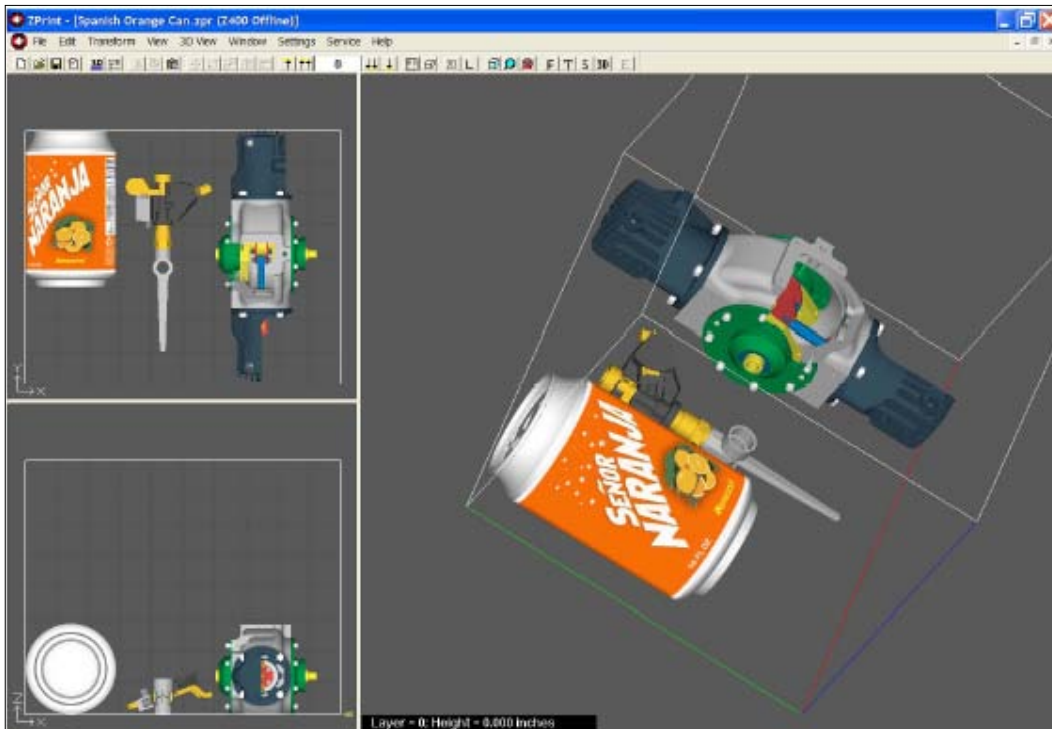 ZPrint - [Spanish Orange Can.zpr (Z400 Offline)]
File Edit Transform View 3D View Window Settings Service Help
0
F T S 3D
SEÑOR
NARANJA
Y
X
Z
X
SEÑOR
NARANJA
Layer = 0: Height = 0.000 inches